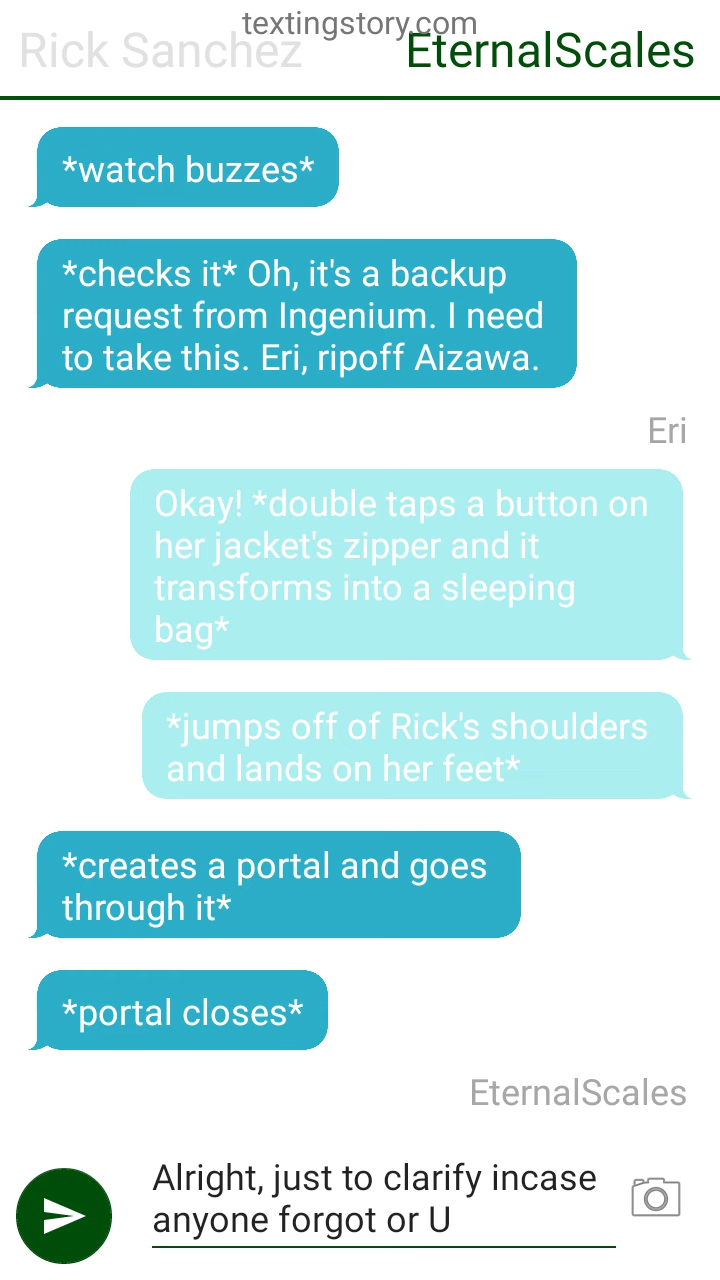 textingstory.com
Rick Sanchez
EternalScales
*watch buzzes*
*checks it* Oh, it's a backup
request from Ingenium. I need
to take this. Eri, ripoff Aizawa.
Eri
Okay! *double taps a button on
her jacket's zipper and it
transforms into a sleeping
bag*
*jumps off of Rick's shoulders
and lands on her feet*
*creates a portal and goes
through it*
*portal closes*
EternalScales
Alright, just to clarify incase
anyone forgot or U